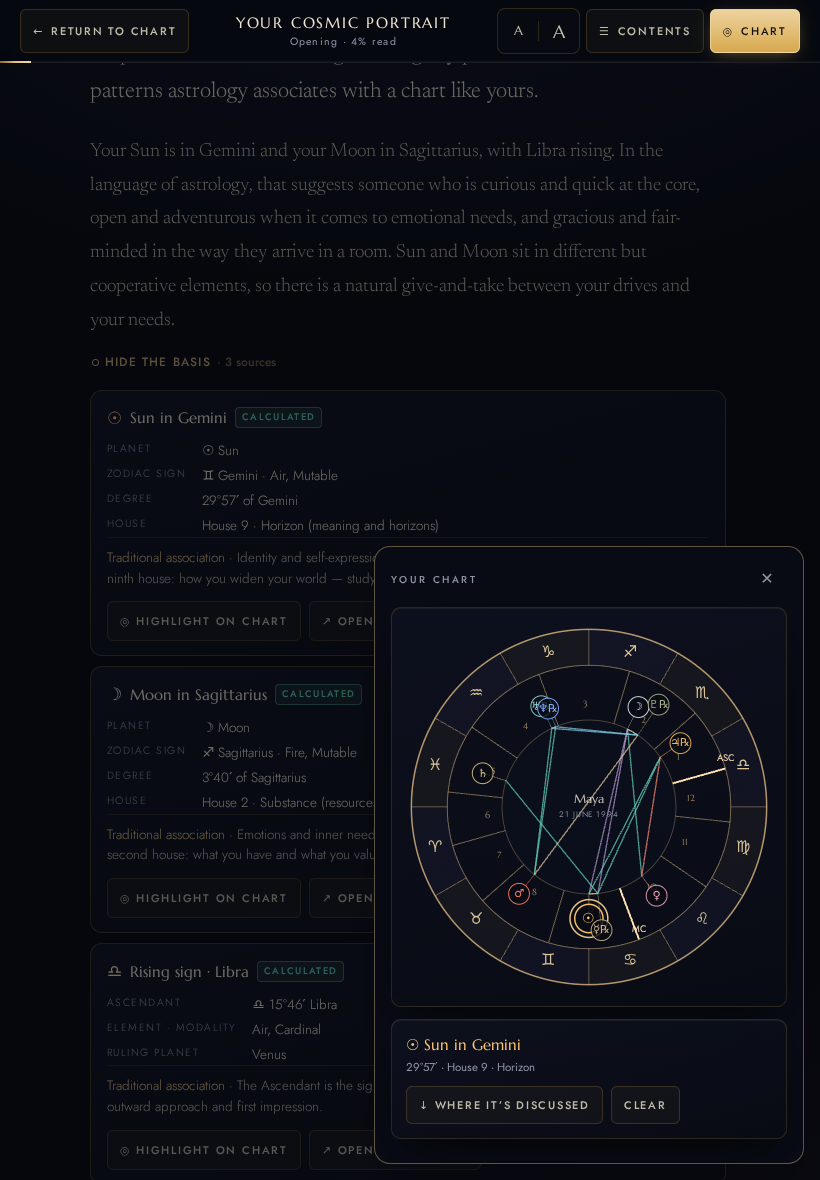 ← RETURN TO CHART
YOUR COSMIC PORTRAIT
Opening · 4% read
A A
☰ CONTENTS
◎ CHART
patterns astrology associates with a chart like yours.
Your Sun is in Gemini and your Moon in Sagittarius, with Libra rising. In the
language of astrology, that suggests someone who is curious and quick at the core,
open and adventurous when it comes to emotional needs, and gracious and fair-
minded in the way they arrive in a room. Sun and Moon sit in different but
cooperative elements, so there is a natural give-and-take between your drives and
your needs.
HIDE THE BASIS · 3 sources
☉ Sun in Gemini CALCULATED
PLANET ☉ Sun
ZODIAC SIGN ♊ Gemini · Air, Mutable
DEGREE 29°57′ of Gemini
HOUSE House 9 · Horizon (meaning and horizons)
Traditional association · Identity and self-expressio
ninth house: how you widen your world — study
◎ HIGHLIGHT ON CHART
↗ OPEN
☽ Moon in Sagittarius CALCULATED
PLANET ☽ Moon
ZODIAC SIGN ♐ Sagittarius · Fire, Mutable
DEGREE 3°40′ of Sagittarius
HOUSE House 2 · Substance (resource
Traditional association · Emotions and inner need
second house: what you have and what you valu
◎ HIGHLIGHT ON CHART
↗ OPEN
♎ Rising sign · Libra CALCULATED
ASCENDANT ♎ 15°46′ Libra
ELEMENT · MODALITY Air, Cardinal
RULING PLANET Venus
Traditional association · The Ascendant is the sig
outward approach and first impression.
◎ HIGHLIGHT ON CHART
↗ OPEN
YOUR CHART ✕
♑ ♐
♒ ♏
3
4
2
♓ ASC ♎
1
Maya
21 JUNE 1994
12
6
11
♈ ♍
7
8
MC
♉ ♌
♊ ♋
☉ Sun in Gemini
29°57′ · House 9 · Horizon
↓ WHERE IT'S DISCUSSED
CLEAR